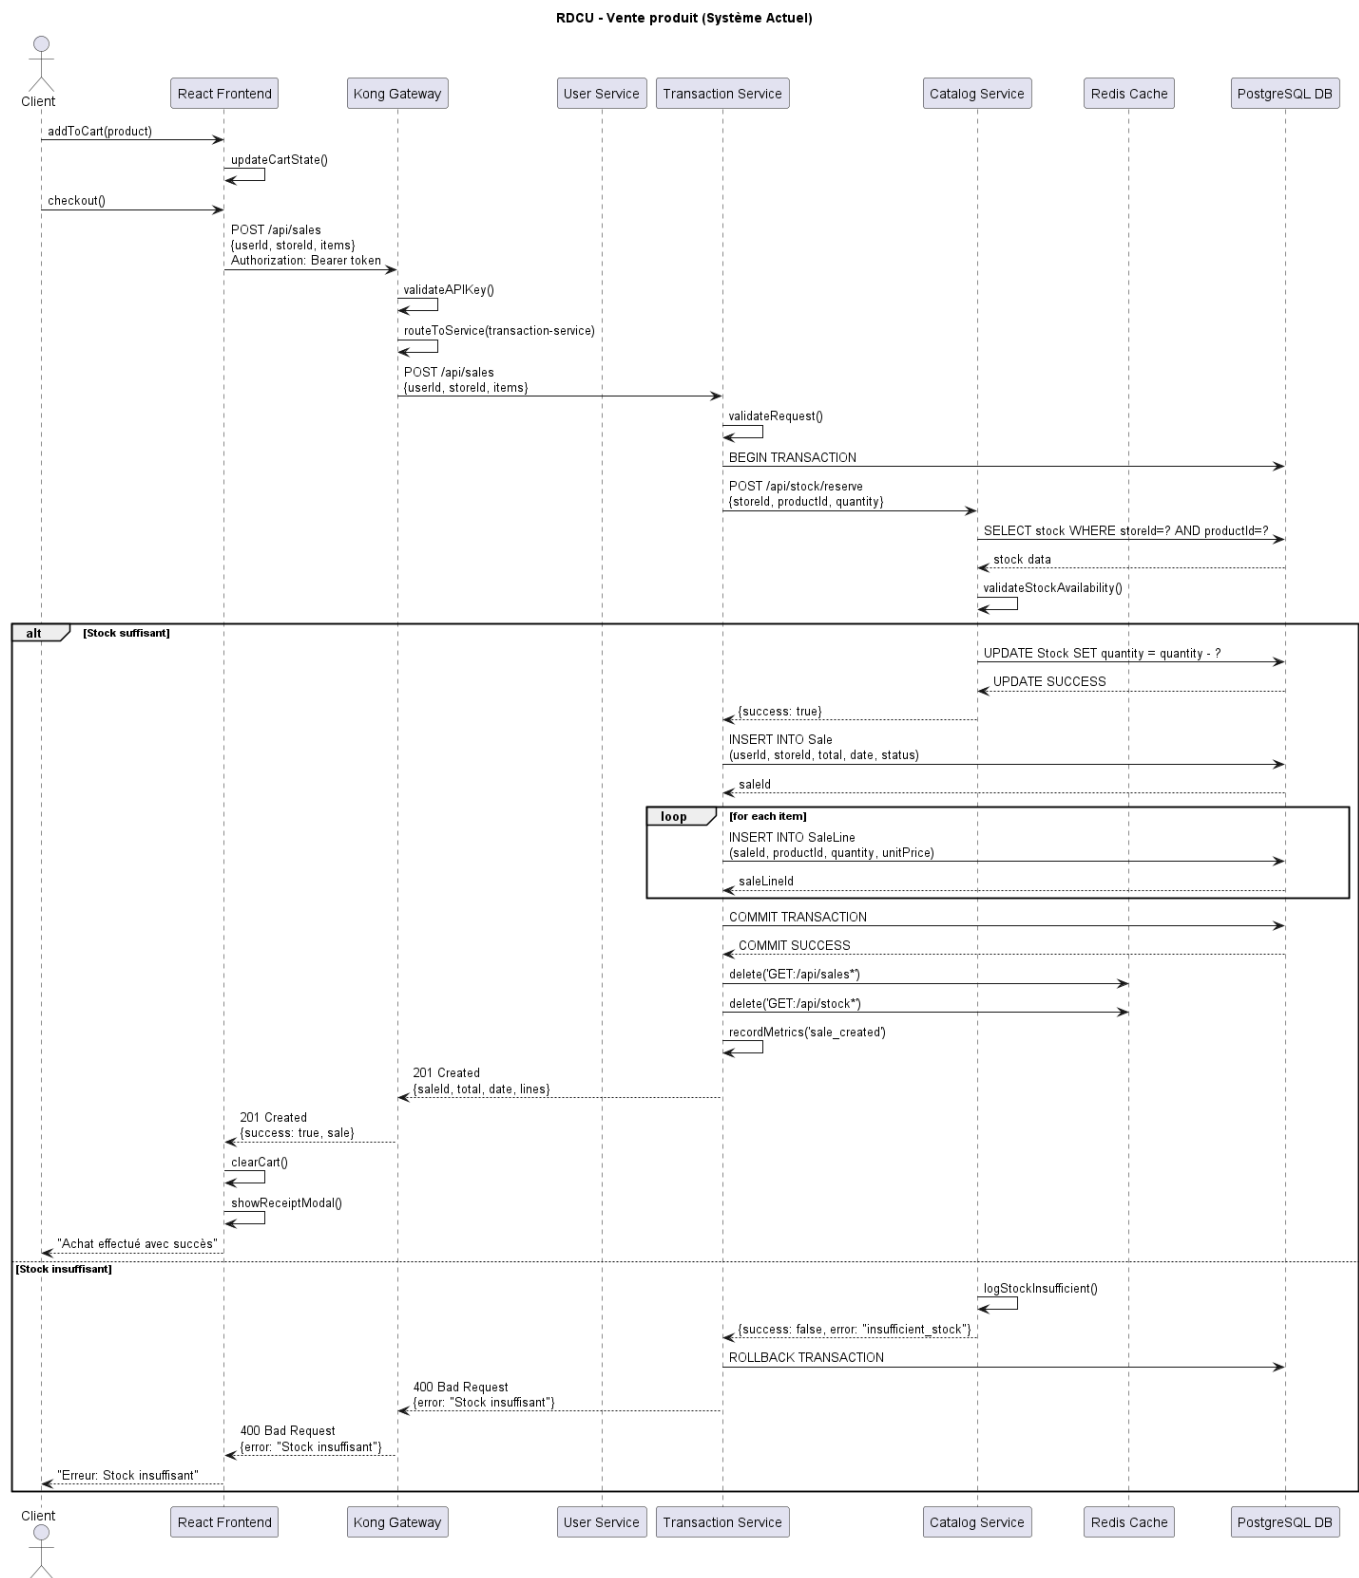 RDCU - Vente produit (Système Actuel)
Client
React Frontend
Kong Gateway
User Service
Transaction Service
Catalog Service
Redis Cache
PostgreSQL DB
addToCart(product)
updateCartState()
checkout()
POST /api/sales
{userId, storeId, items}
Authorization: Bearer token
validateAPIKey()
routeToService(transaction-service)
POST /api/sales
{userId, storeId, items}
validateRequest()
BEGIN TRANSACTION
POST /api/stock/reserve
{storeId, productId, quantity}
SELECT stock WHERE storeId=? AND productId=?
stock data
validateStockAvailability()
alt
[Stock suffisant]
UPDATE Stock SET quantity = quantity - ?
UPDATE SUCCESS
{success: true}
INSERT INTO Sale
(userId, storeId, total, date, status)
saleId
loop
[for each item]
INSERT INTO SaleLine
(saleId, productId, quantity, unitPrice)
saleLineId
COMMIT TRANSACTION
COMMIT SUCCESS
delete('GET:/api/sales*')
delete('GET:/api/stock*')
recordMetrics('sale_created')
201 Created
{saleId, total, date, lines}
201 Created
{success: true, sale}
clearCart()
showReceiptModal()
"Achat effectué avec succès"
[Stock insuffisant]
logStockInsufficient()
{success: false, error: "insufficient_stock"}
ROLLBACK TRANSACTION
400 Bad Request
{error: "Stock insuffisant"}
400 Bad Request
{error: "Stock insuffisant"}
"Erreur: Stock insuffisant"
Client
React Frontend
Kong Gateway
User Service
Transaction Service
Catalog Service
Redis Cache
PostgreSQL DB